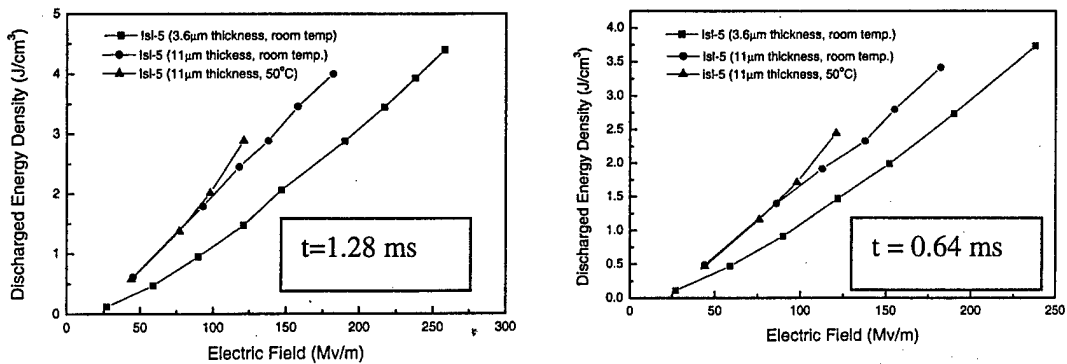 5
4
3
2
1
0
Discharged Energy Density (J/cm³)
Isl-5 (3.6μm thickness, room temp)
Isl-5 (11μm thickess, room temp.)
Isl-5 (11μm thickness, 50°C)
t=1.28 ms
0 50 100 150 200 250 300
Electric Field (Mv/m)
4.0
3.5
3.0
2.5
2.0
1.5
1.0
0.5
0.0
Discharged Energy Density (J/cm³)
Isl-5 (3.6μm thickness, room temp.)
Isl-5 (11μm thickness, room temp.)
isl-5 (11μm thickness, 50°C)
t = 0.64 ms
0 50 100 150 200 250
Electric Field (Mv/m)